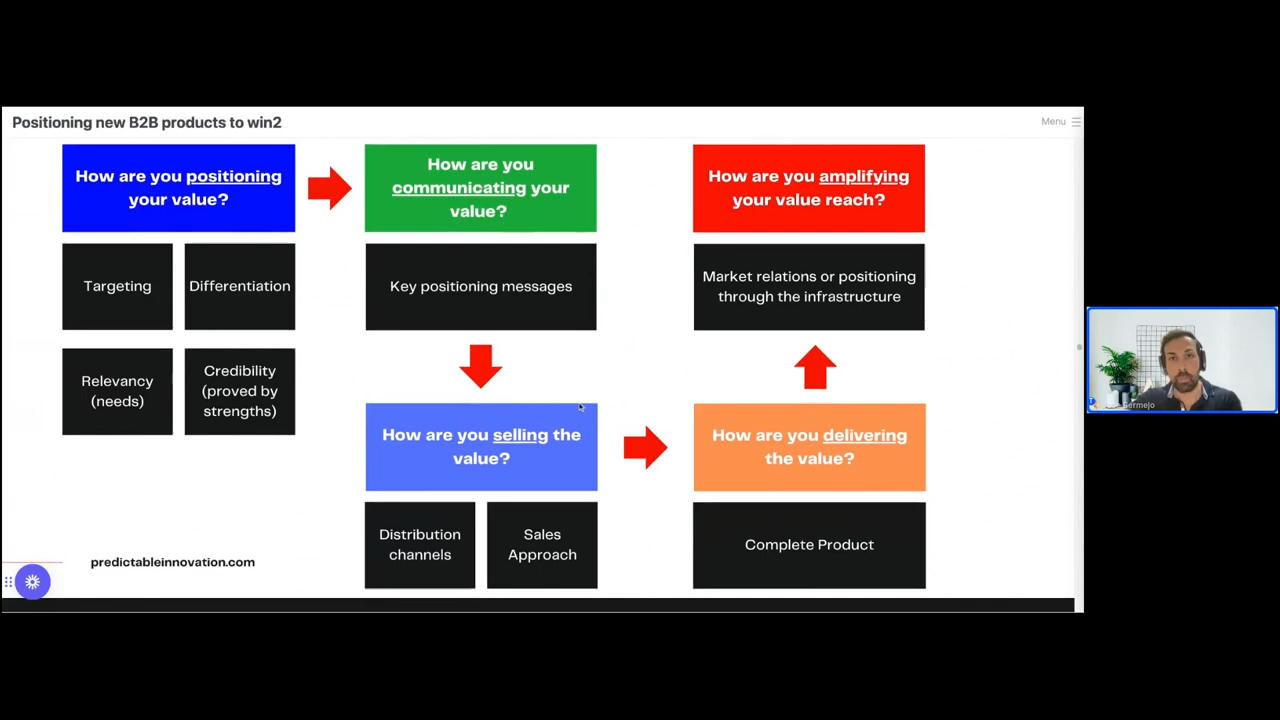 Positioning new B2B products to win2
Menu
How are you positioning
your value?
Targeting
Differentiation
Relevancy
(needs)
Credibility
(proved by
strengths)
predictableinnovation.com
How are you
communicating your
value?
Key positioning messages
How are you selling the
value?
Distribution
channels
Sales
Approach
How are you amplifying
your value reach?
Market relations or positioning
through the infrastructure
How are you delivering
the value?
Complete Product